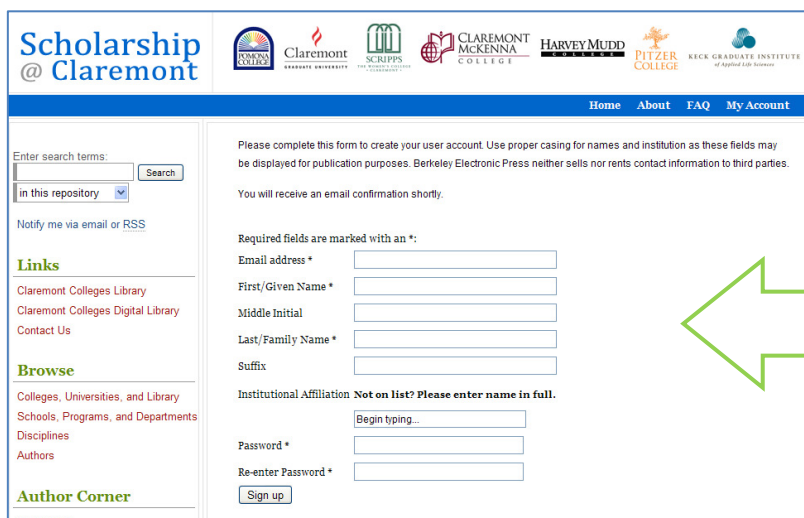 Scholarship
@ Claremont
POMONA
COLLEGE
Claremont
GRADUATE UNIVERSITY
SCRIPPS
THE WOMEN'S COLLEGE
CLAREMONT
CLAREMONT
MCKENNA
COLLEGE
HARVEY MUDD
COLLEGE
PITZER
COLLEGE
KECK GRADUATE INSTITUTE
of Applied Life Sciences
Home About FAQ My Account
Enter search terms:
Search
in this repository
Notify me via email or RSS
Links
Claremont Colleges Library
Claremont Colleges Digital Library
Contact Us
Browse
Colleges, Universities, and Library
Schools, Programs, and Departments
Disciplines
Authors
Author Corner
Please complete this form to create your user account. Use proper casing for names and institution as these fields may
be displayed for publication purposes. Berkeley Electronic Press neither sells nor rents contact information to third parties.
You will receive an email confirmation shortly.
Required fields are marked with an *:
Email address *
First/Given Name *
Middle Initial
Last/Family Name *
Suffix
Institutional Affiliation Not on list? Please enter name in full.
Begin typing...
Password *
Re-enter Password *
Sign up